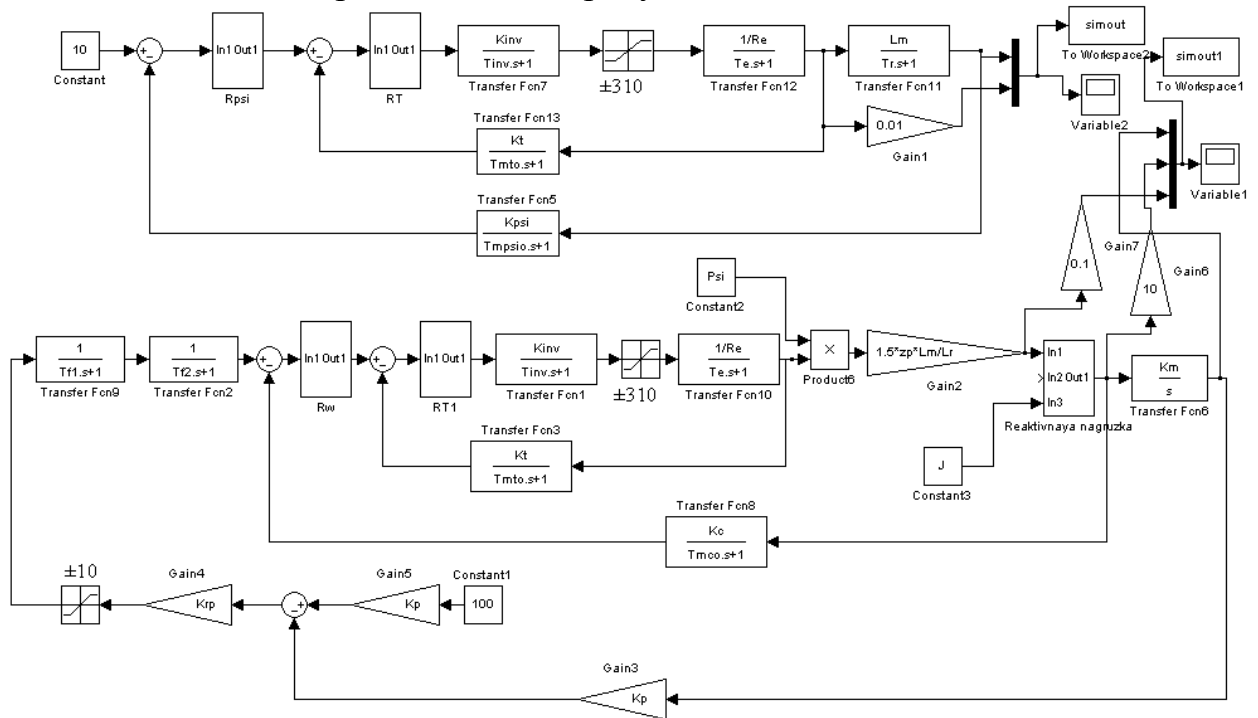 10
Constant
In1 Out1
Rpsi
In1 Out1
RT
Kinv
Tinv.s+1
Transfer Fcn7
±310
1/Re
Te.s+1
Transfer Fcn12
Lm
Tr.s+1
Transfer Fcn11
simout
To Workspace2
simout1
To Workspace1
Variable2
Variable1
Transfer Fcn13
Kt
Tmto.s+1
0.01
Gain1
Transfer Fcn5
Kpsi
Tmpsio.s+1
Psi
Constant2
0.1
Gain7
10
Gain6
1
Tf1.s+1
Transfer Fcn9
1
Tf2.s+1
Transfer Fcn2
In1 Out1
Rw
In1 Out1
RT1
Kinv
Tinv.s+1
Transfer Fcn1
±310
1/Re
Te.s+1
Transfer Fcn10
×
Product6
1.5*zp*Lm/Lr
Gain2
In1
In2 Out1
In3
Reaktivnaya nagruzka
Km
s
Transfer Fcn6
Transfer Fcn3
Kt
Tmto.s+1
J
Constant3
Transfer Fcn8
Kc
Tmco.s+1
±10
Gain4
Krp
Gain5
Kp
Constant1
100
Gain3
Kp